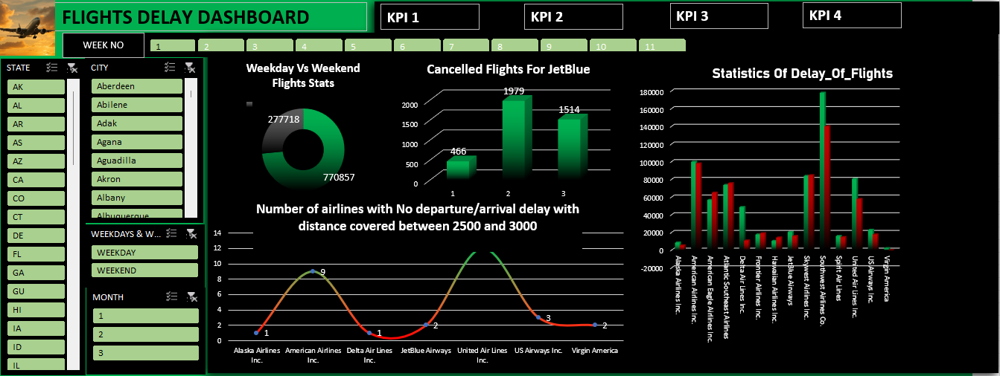 FLIGHTS DELAY DASHBOARD
KPI 1
KPI 2
KPI 3
KPI 4
WEEK NO
1
2
3
4
5
6
7
8
9
10
11
STATE
AK
AL
AR
AS
AZ
CA
CO
CT
DE
FL
GA
GU
HI
IA
ID
IL
CITY
Aberdeen
Abilene
Adak
Agana
Aguadilla
Akron
Albany
Albuquerque
WEEKDAYS & W...
WEEKDAY
WEEKEND
MONTH
1
2
3
Weekday Vs Weekend
Flights Stats
277718
770857
Cancelled Flights For JetBlue
2000
1500
1000
500
0
466
1979
1514
1
2
3
Number of airlines with No departure/arrival delay with
distance covered between 2500 and 3000
14
12
10
8
6
4
2
0
1
9
1
2
3
2
Alaska Airlines
Inc.
American Airlines
Inc.
Delta Air Lines
Inc.
JetBlue Airways
United Air Lines
Inc.
US Airways Inc.
Virgin America
Statistics Of Delay_Of_Flights
180000
160000
140000
120000
100000
80000
60000
40000
20000
0
-20000
Alaska Airlines Inc.
American Airlines Inc.
American Eagle Airlines Inc.
Atlantic Southeast Airlines
Delta Air Lines Inc.
Frontier Airlines Inc.
Hawaiian Airlines Inc.
JetBlue Airways
Skywest Airlines Inc.
Southwest Airlines Co.
Spirit Air Lines
United Air Lines Inc.
US Airways Inc.
Virgin America